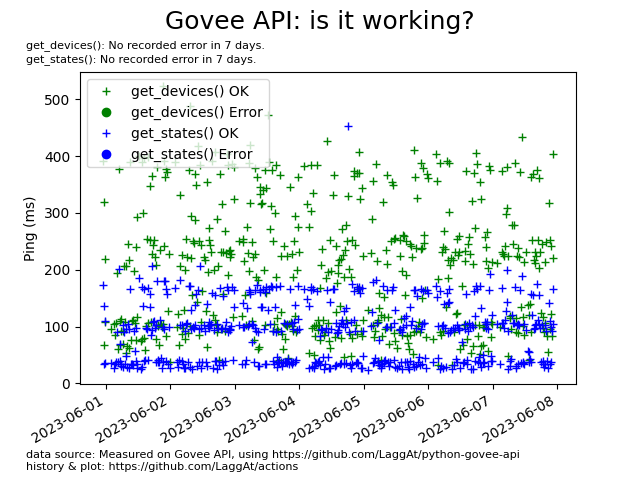 Govee API: is it working?
get_devices(): No recorded error in 7 days.
get_states(): No recorded error in 7 days.
get_devices() OK
get_devices() Error
get_states() OK
get_states() Error
Ping (ms)
500
400
300
200
100
0
2023-06-01
2023-06-02
2023-06-03
2023-06-04
2023-06-05
2023-06-06
2023-06-07
2023-06-08
data source: Measured on Govee API, using https://github.com/LaggAt/python-govee-api
history & plot: https://github.com/LaggAt/actions